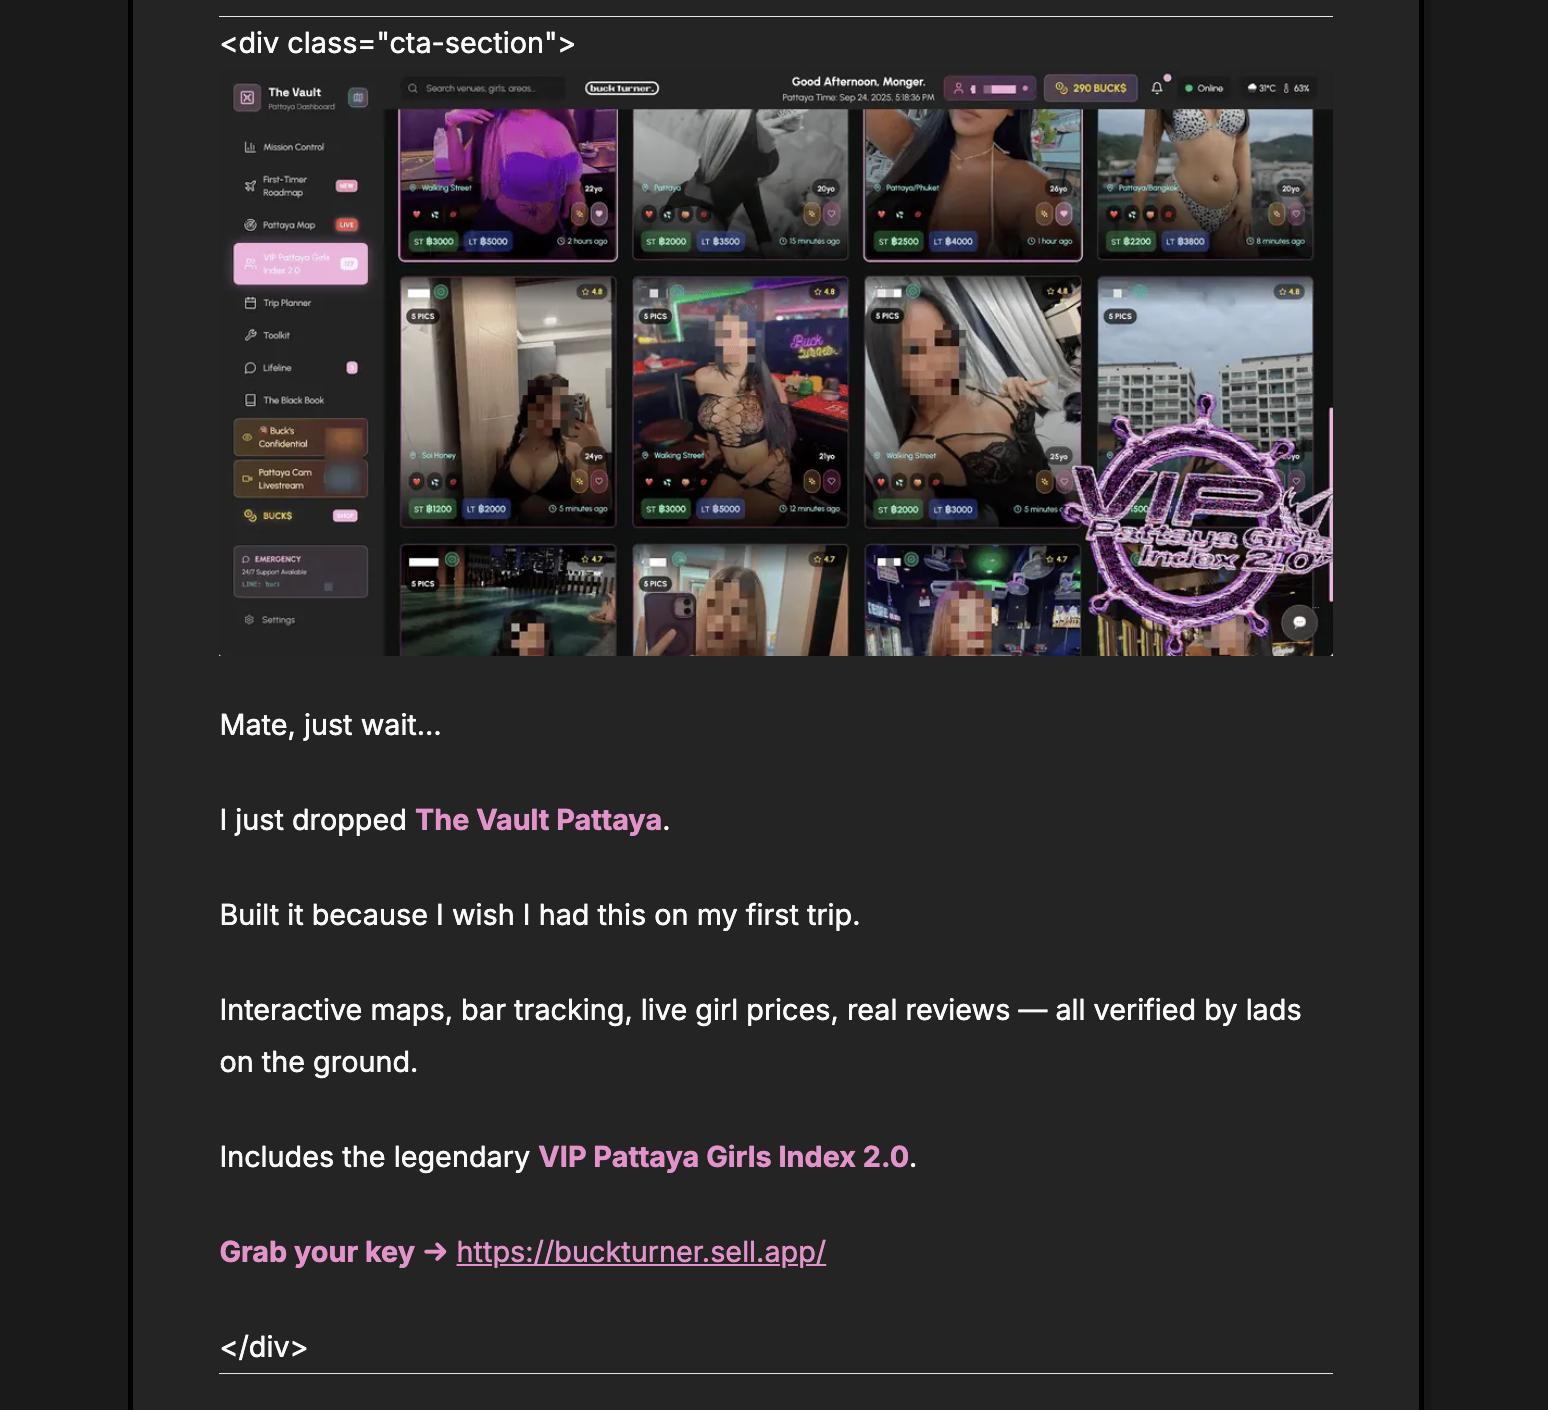 <div class="cta-section">
The Vault
Pattaya Dashboard
Search venues, girls, areas...
buck turner.
Good Afternoon, Monger.
Pattaya Time: Sep 24, 2025, 5:18:36 PM
290 BUCK$
Online
31°C
63%
Mission Control
First-Timer
Roadmap
NEW
Pattaya Map
LIVE
VIP Pattaya Girls
Index 2.0
Trip Planner
Toolkit
Lifeline
The Black Book
Buck's
Confidential
Pattaya Cam
Livestream
BUCK$
SHOP
EMERGENCY
24/7 Support Available
LINE:
Settings
Walking Street
22yo
ST ฿3000
LT ฿5000
2 hours ago
Pattaya
20yo
ST ฿2000
LT ฿3500
15 minutes ago
Pattaya/Phuket
26yo
ST ฿2500
LT ฿4000
1 hour ago
Pattaya/Bangkok
20yo
ST ฿2200
LT ฿3800
8 minutes ago
4.8
5 PICS
Soi Honey
24yo
ST ฿1200
LT ฿2000
5 minutes ago
4.8
5 PICS
Buck
turner.
Walking Street
21yo
ST ฿3000
LT ฿5000
12 minutes ago
4.8
5 PICS
Walking Street
25yo
ST ฿2000
LT ฿3000
5 minutes
4.8
5 PICS
VIP
Pattaya Girls
Index 2.0
4.7
5 PICS
4.7
5 PICS
4.7
5 PICS
Mate, just wait...
I just dropped The Vault Pattaya.
Built it because I wish I had this on my first trip.
Interactive maps, bar tracking, live girl prices, real reviews — all verified by lads
on the ground.
Includes the legendary VIP Pattaya Girls Index 2.0.
Grab your key → https://buckturner.sell.app/
</div>